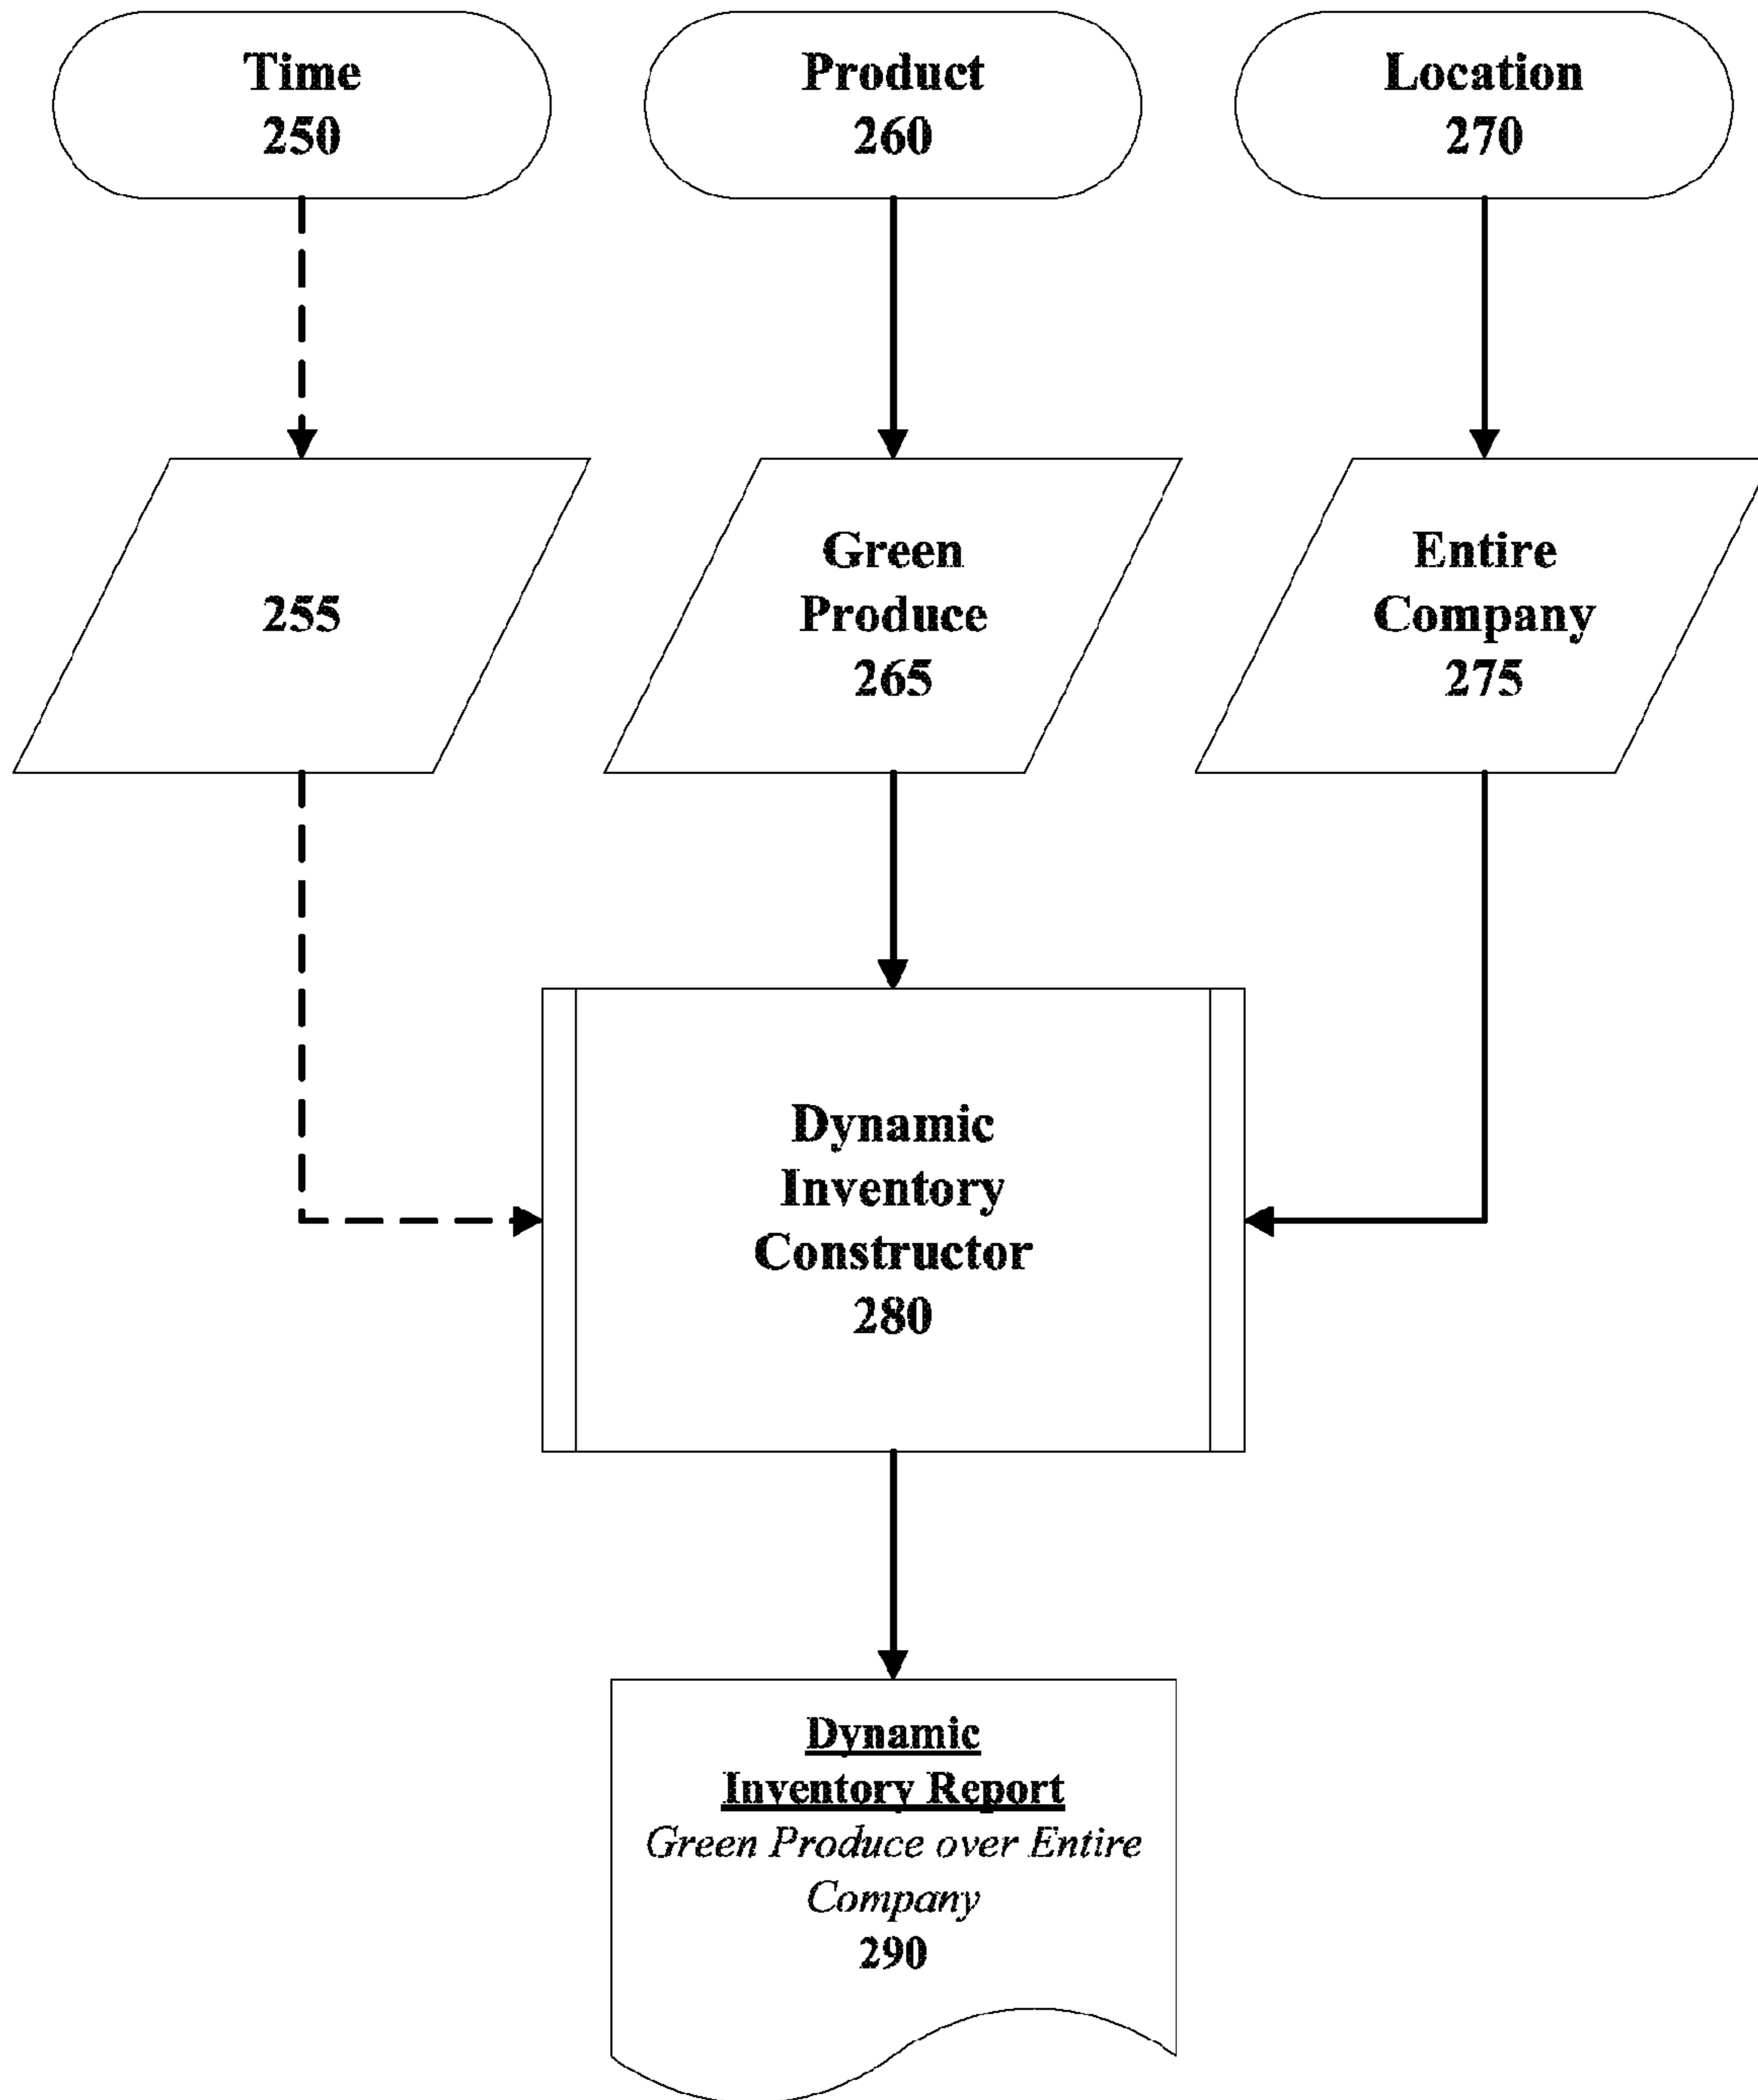 Time
250
Product
260
Location
270
255
Green
Produce
265
Entire
Company
275
Dynamic
Inventory
Constructor
280
Dynamic
Inventory Report
Green Produce over Entire
Company
290